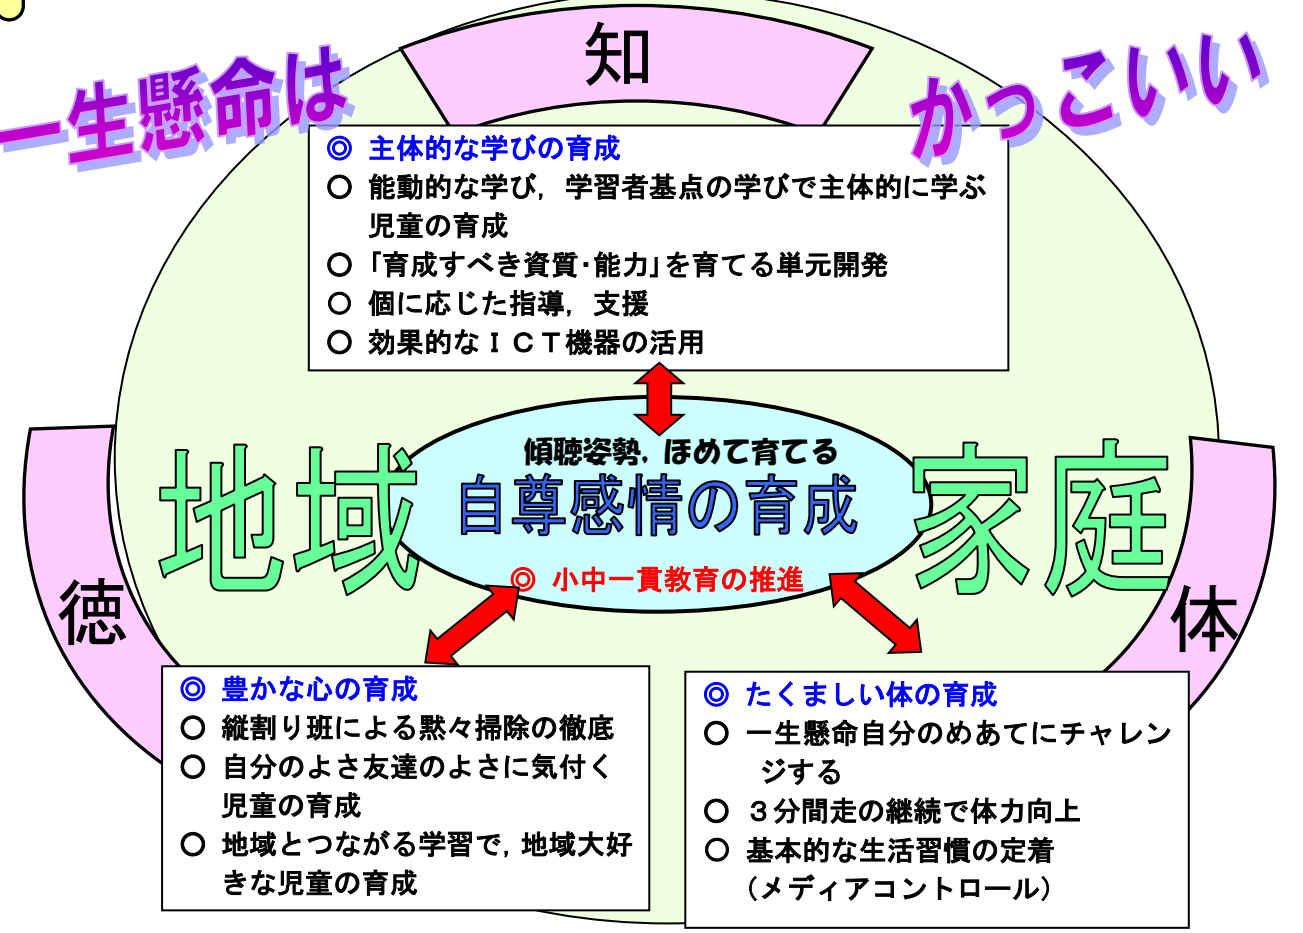 一生懸命は
知
かっこいい
◎ 主体的な学びの育成
○ 能動的な学び，学習者基点の学びで主体的に学ぶ
児童の育成
○ 「育成すべき資質・能力」を育てる単元開発
○ 個に応じた指導，支援
○ 効果的なＩＣＴ機器の活用
傾聴姿勢，ほめて育てる
地域
自尊感情の育成
家庭
◎ 小中一貫教育の推進
徳
体
◎ 豊かな心の育成
○ 縦割り班による黙々掃除の徹底
○ 自分のよさ友達のよさに気付く
児童の育成
○ 地域とつながる学習で，地域大好
きな児童の育成
◎ たくましい体の育成
○ 一生懸命自分のめあてにチャレン
ジする
○ ３分間走の継続で体力向上
○ 基本的な生活習慣の定着
（メディアコントロール）